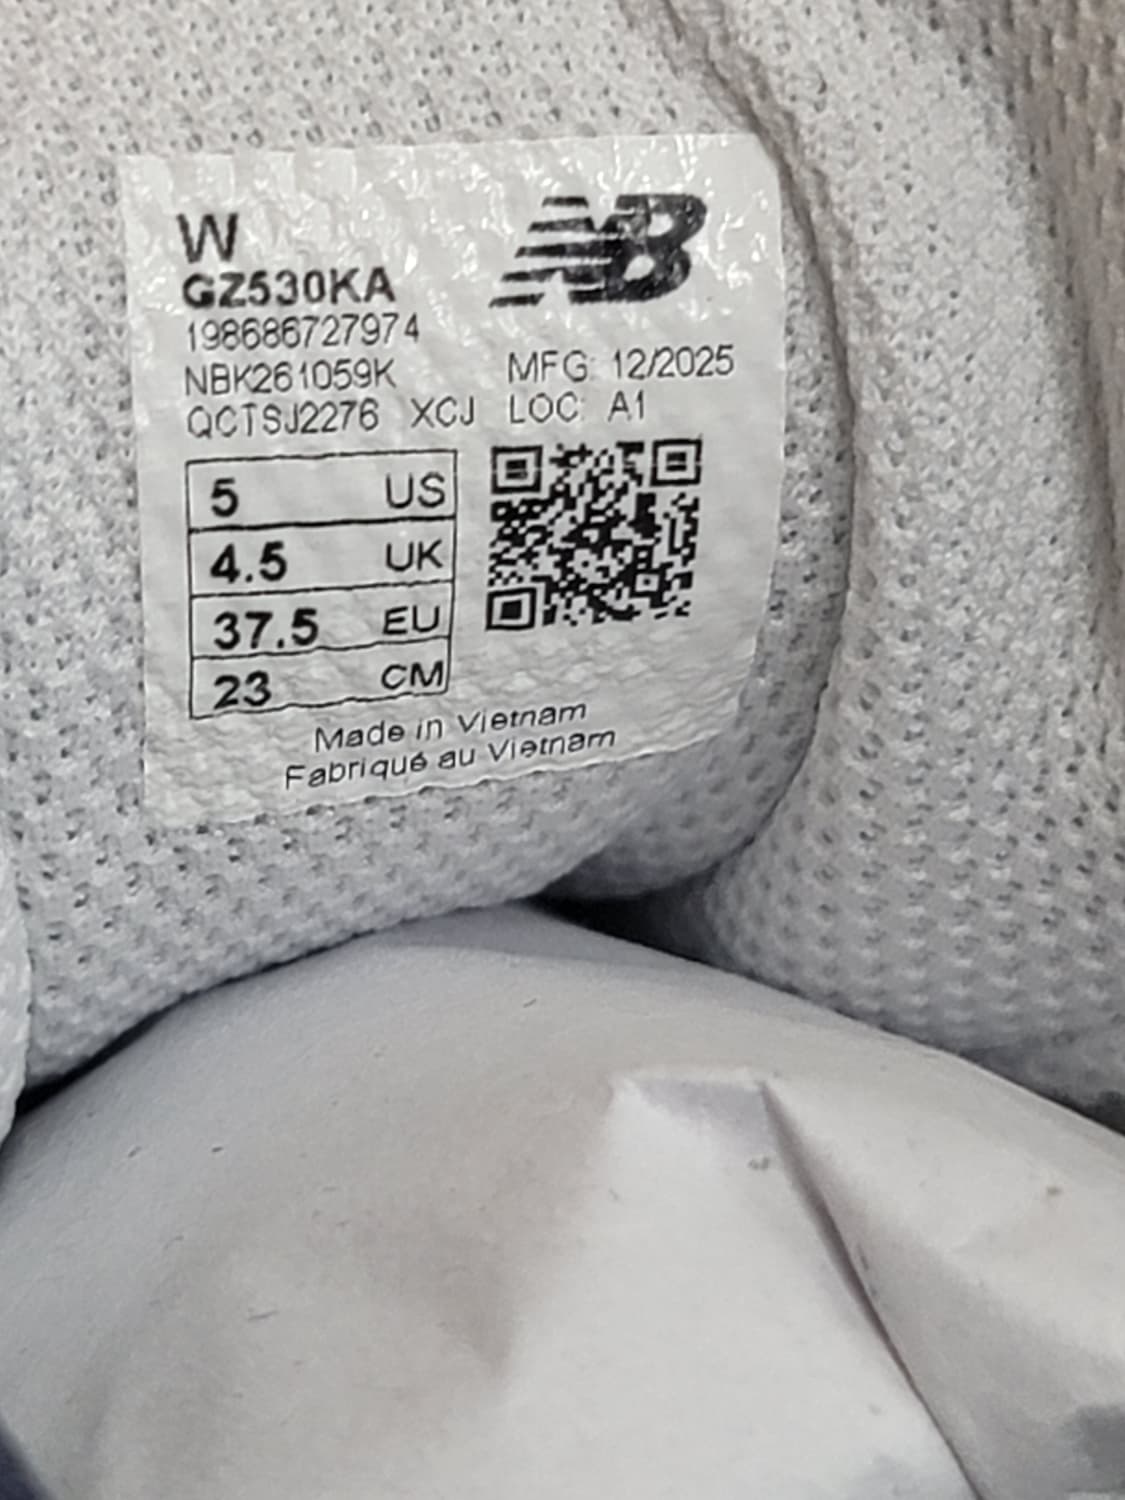 W
NB
GZ530KA
198686727974
NBK261059K MFG: 12/2025
QCTSJ2276 XCJ LOC: A1
5 US
4.5 UK
37.5 EU
23 CM
Made in Vietnam
Fabriqué au Vietnam